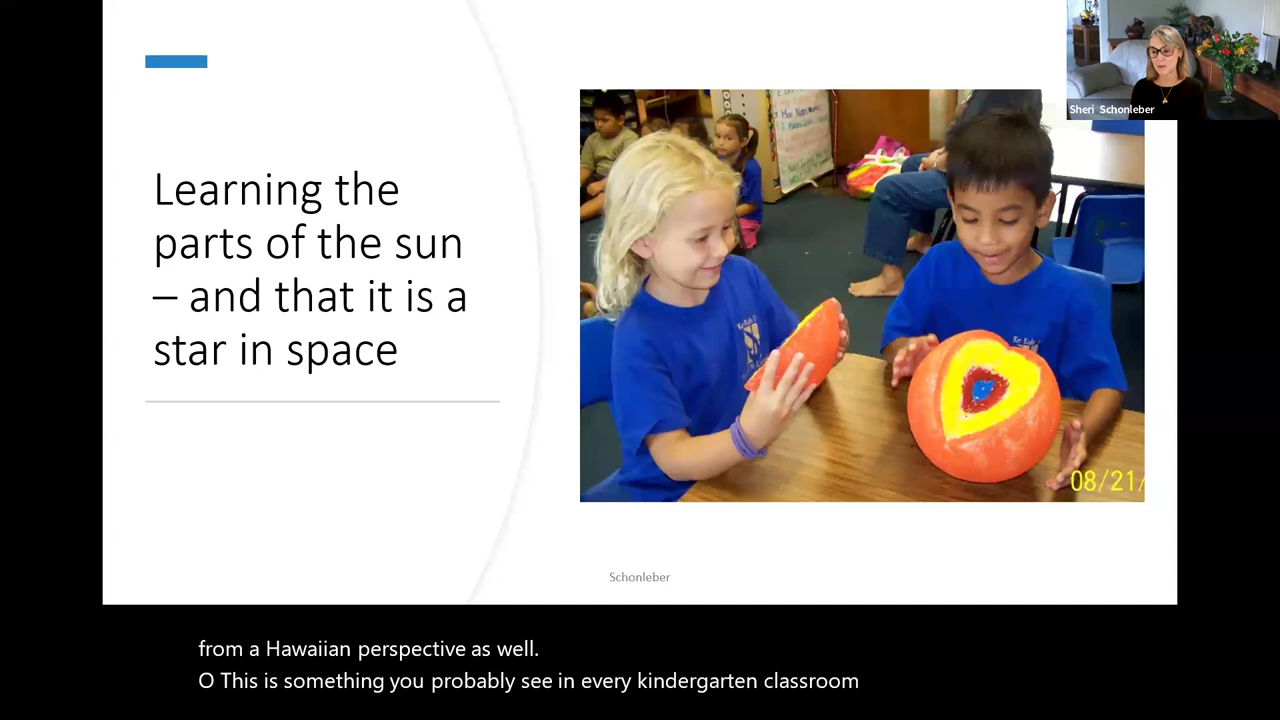 Sheri Schonleber
Learning the
parts of the sun
– and that it is a
star in space
08/21/
Schonleber
from a Hawaiian perspective as well.
O This is something you probably see in every kindergarten classroom